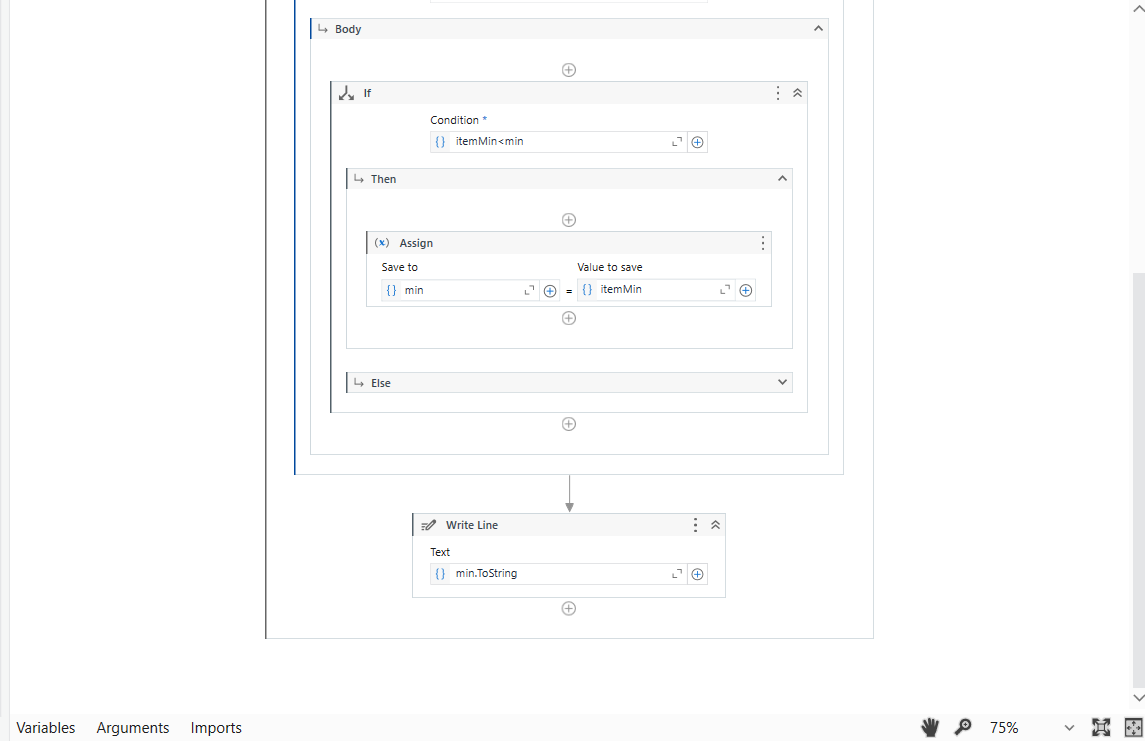 Body
If
Condition *
{} itemMin<min
Then
(x) Assign
Save to Value to save
{} min = {} itemMin
Else
Write Line
Text
{} min.ToString
Variables Arguments Imports 75%